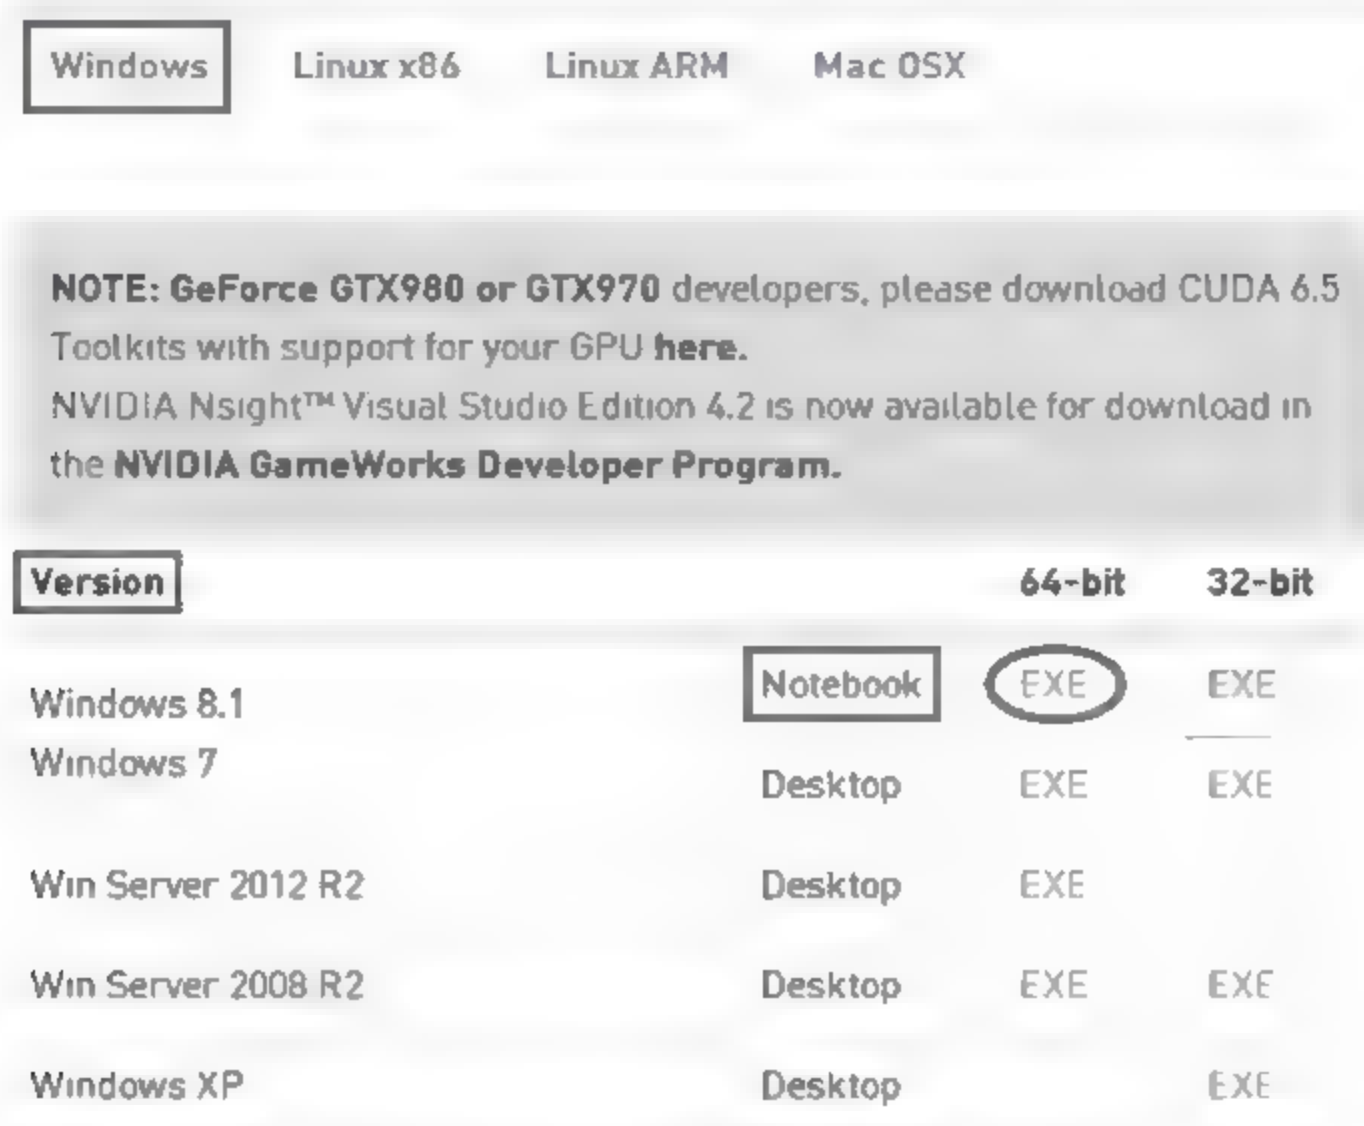 Windows Linux x86 Linux ARM Mac OSX
NOTE: GeForce GTX980 or GTX970 developers, please download CUDA 6.5
Toolkits with support for your GPU here.
NVIDIA Nsight™ Visual Studio Edition 4.2 is now available for download in
the NVIDIA GameWorks Developer Program.
Version 64-bit 32-bit
Notebook EXE EXE
Windows 8.1
Windows 7
Desktop EXE EXE
Win Server 2012 R2 Desktop EXE
Win Server 2008 R2 Desktop EXE EXE
Windows XP Desktop EXE